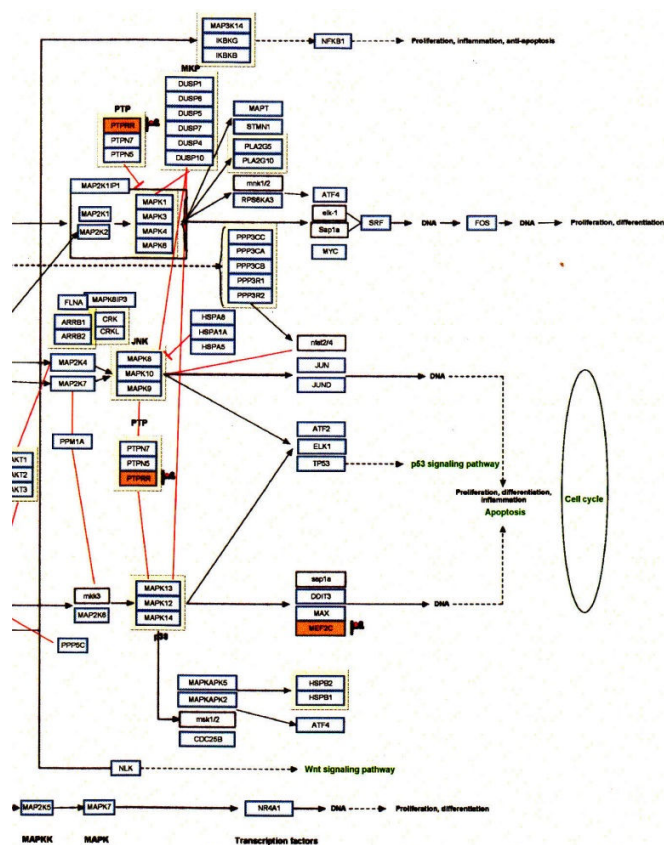 MAP3K14
IKBKG
IKBKB
NFKB1
Proliferation, inflammation, anti-apoptosis
MKP
DUSP1
DUSP6
DUSP5
DUSP7
DUSP4
DUSP10
PTP
PTPRR
PTPN7
PTPN5
MAPT
STMN1
PLA2G5
PLA2G10
mnk1/2
RPS6KA3
ATF4
MAP2K1IP1
MAP2K1
MAP2K2
MAPK1
MAPK3
MAPK4
MAPK6
elk-1
Sap1a
SRF
DNA
FOS
DNA
Proliferation, differentiation
MYC
PPP3CC
PPP3CA
PPP3CB
PPP3R1
PPP3R2
FLNA
MAPK8IP3
ARRB1
ARRB2
CRK
CRKL
HSPA8
HSPA1A
HSPA5
nfat2/4
JNK
MAP2K4
MAP2K7
MAPK8
MAPK10
MAPK9
JUN
JUND
DNA
PPM1A
PTP
PTPN7
PTPN5
PTPRR
ATF2
ELK1
TP53
p53 signaling pathway
AKT1
AKT2
AKT3
Proliferation, differentiation,
inflammation
Apoptosis
Cell cycle
mkk3
MAP2K6
MAPK13
MAPK12
MAPK14
p38
sap1a
DDIT3
MAX
MEF2C
DNA
PPP5C
MAPKAPK5
MAPKAPK2
msk1/2
CDC25B
HSPB2
HSPB1
ATF4
NLK
Wnt signaling pathway
MAP2K5
MAPK7
NR4A1
DNA
Proliferation, differentiation
MAPKK
MAPK
Transcription factors